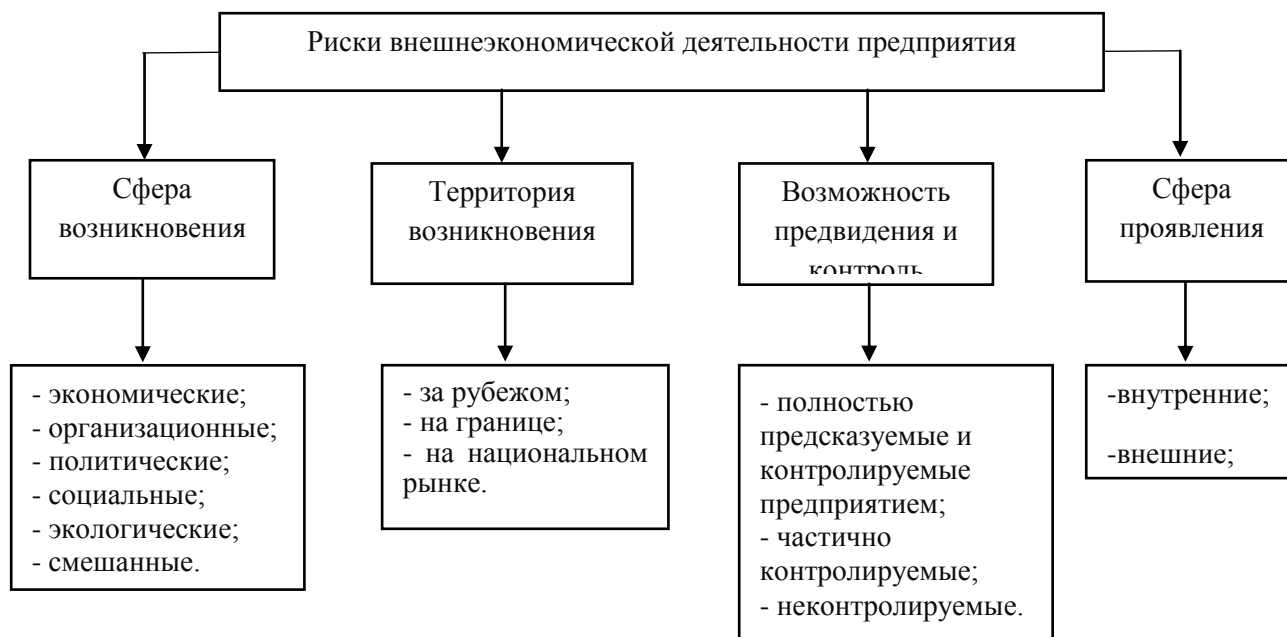 Риски внешнеэкономической деятельности предприятия
Сфера
возникновения
Территория
возникновения
Возможность
предвидения и
контроль
Сфера
проявления
- экономические;
- организационные;
- политические;
- социальные;
- экологические;
- смешанные.
- за рубежом;
- на границе;
- на национальном
рынке.
- полностью
предсказуемые и
контролируемые
предприятием;
- частично
контролируемые;
- неконтролируемые.
-внутренние;
-внешние;